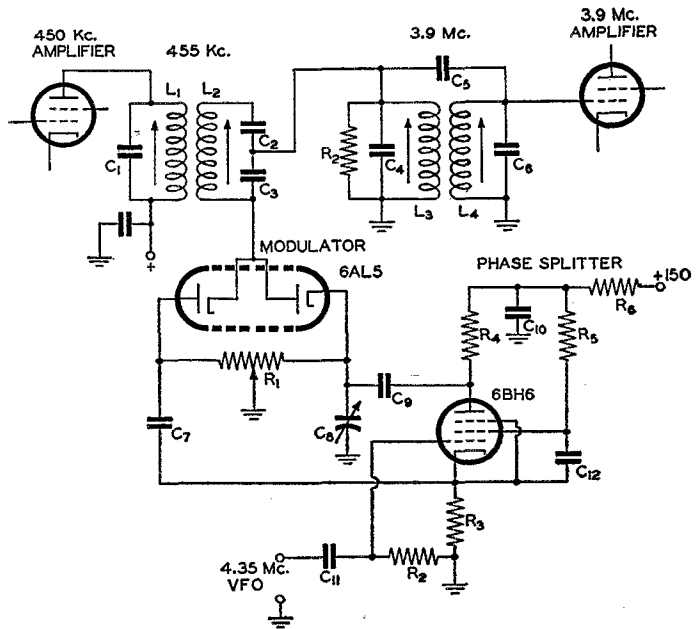 450 Kc.
AMPLIFIER
455 Kc.
3.9 Mc.
3.9 Mc.
AMPLIFIER
L1
L2
C1
C2
C3
C5
R2
C4
C6
L3
L4
+
MODULATOR
6AL5
PHASE SPLITTER
+150
R6
C10
R4
R5
R1
C9
6BH6
C7
C8
C12
R3
4.35 Mc.
VFO
C11
R2